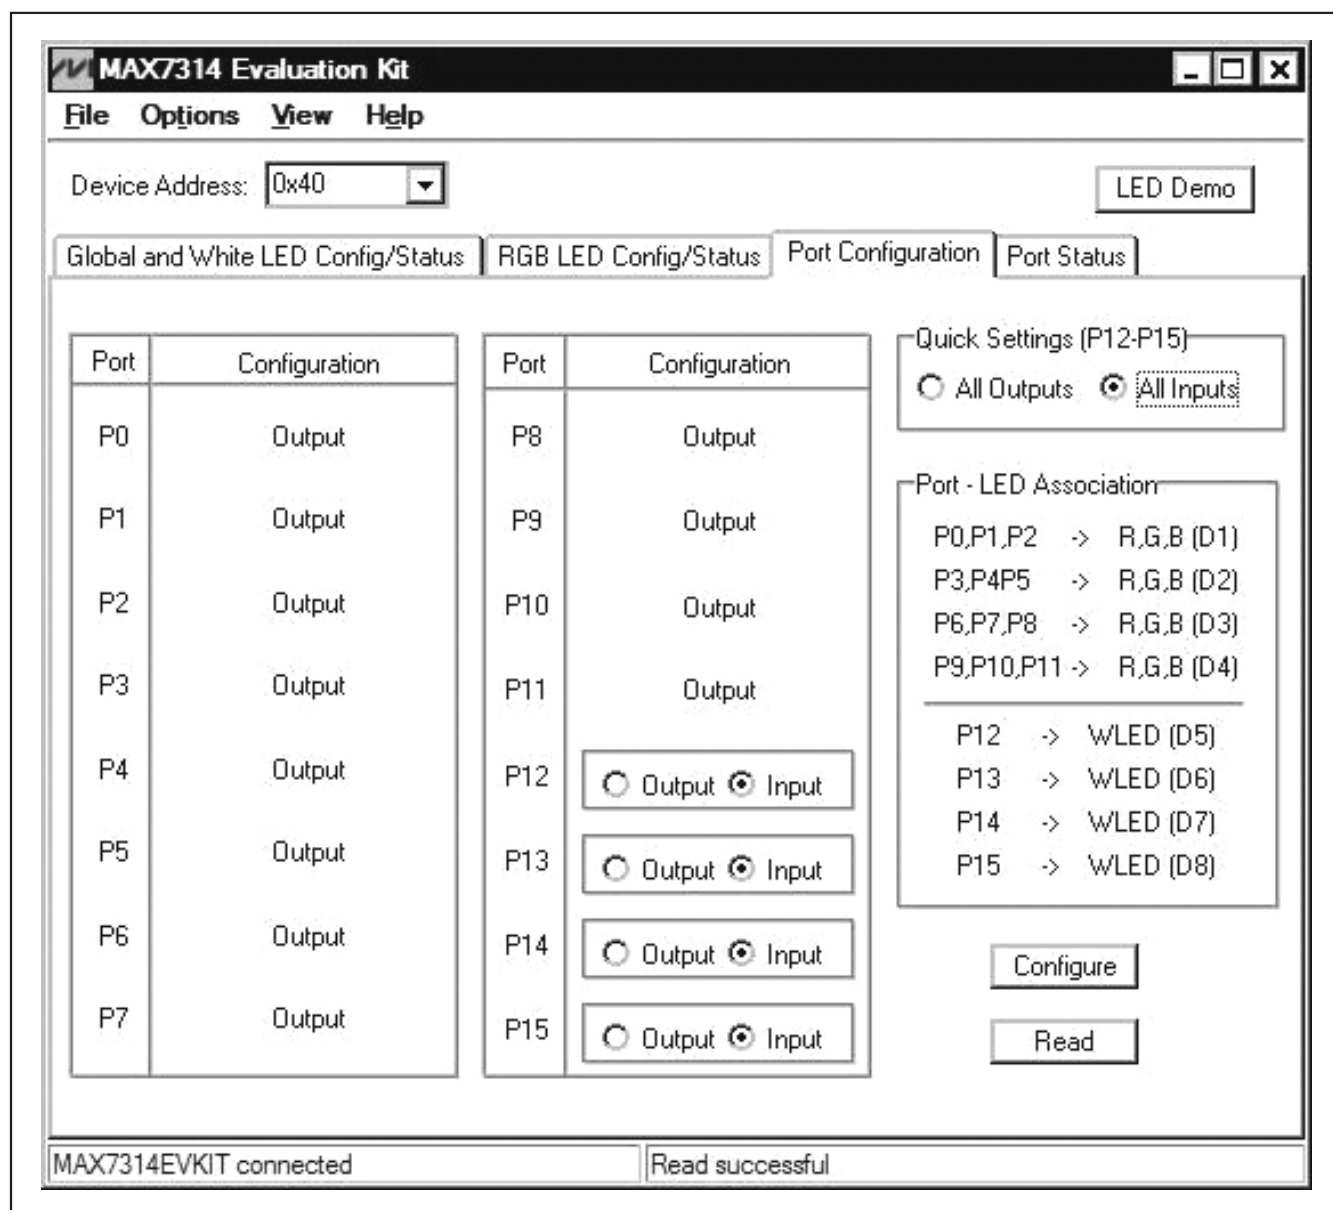 MAX7314 Evaluation Kit
File Options View Help
Device Address: 0x40
LED Demo
Global and White LED Config/Status RGB LED Config/Status Port Configuration Port Status
Port Configuration
P0 Output
P1 Output
P2 Output
P3 Output
P4 Output
P5 Output
P6 Output
P7 Output
Port Configuration
P8 Output
P9 Output
P10 Output
P11 Output
P12 Output Input
P13 Output Input
P14 Output Input
P15 Output Input
Quick Settings (P12-P15)
All Outputs All Inputs
Port - LED Association
P0,P1,P2 -> R,G,B (D1)
P3,P4P5 -> R,G,B (D2)
P6,P7,P8 -> R,G,B (D3)
P9,P10,P11 -> R,G,B (D4)
P12 -> WLED (D5)
P13 -> WLED (D6)
P14 -> WLED (D7)
P15 -> WLED (D8)
Configure
Read
MAX7314EVKIT connected
Read successful